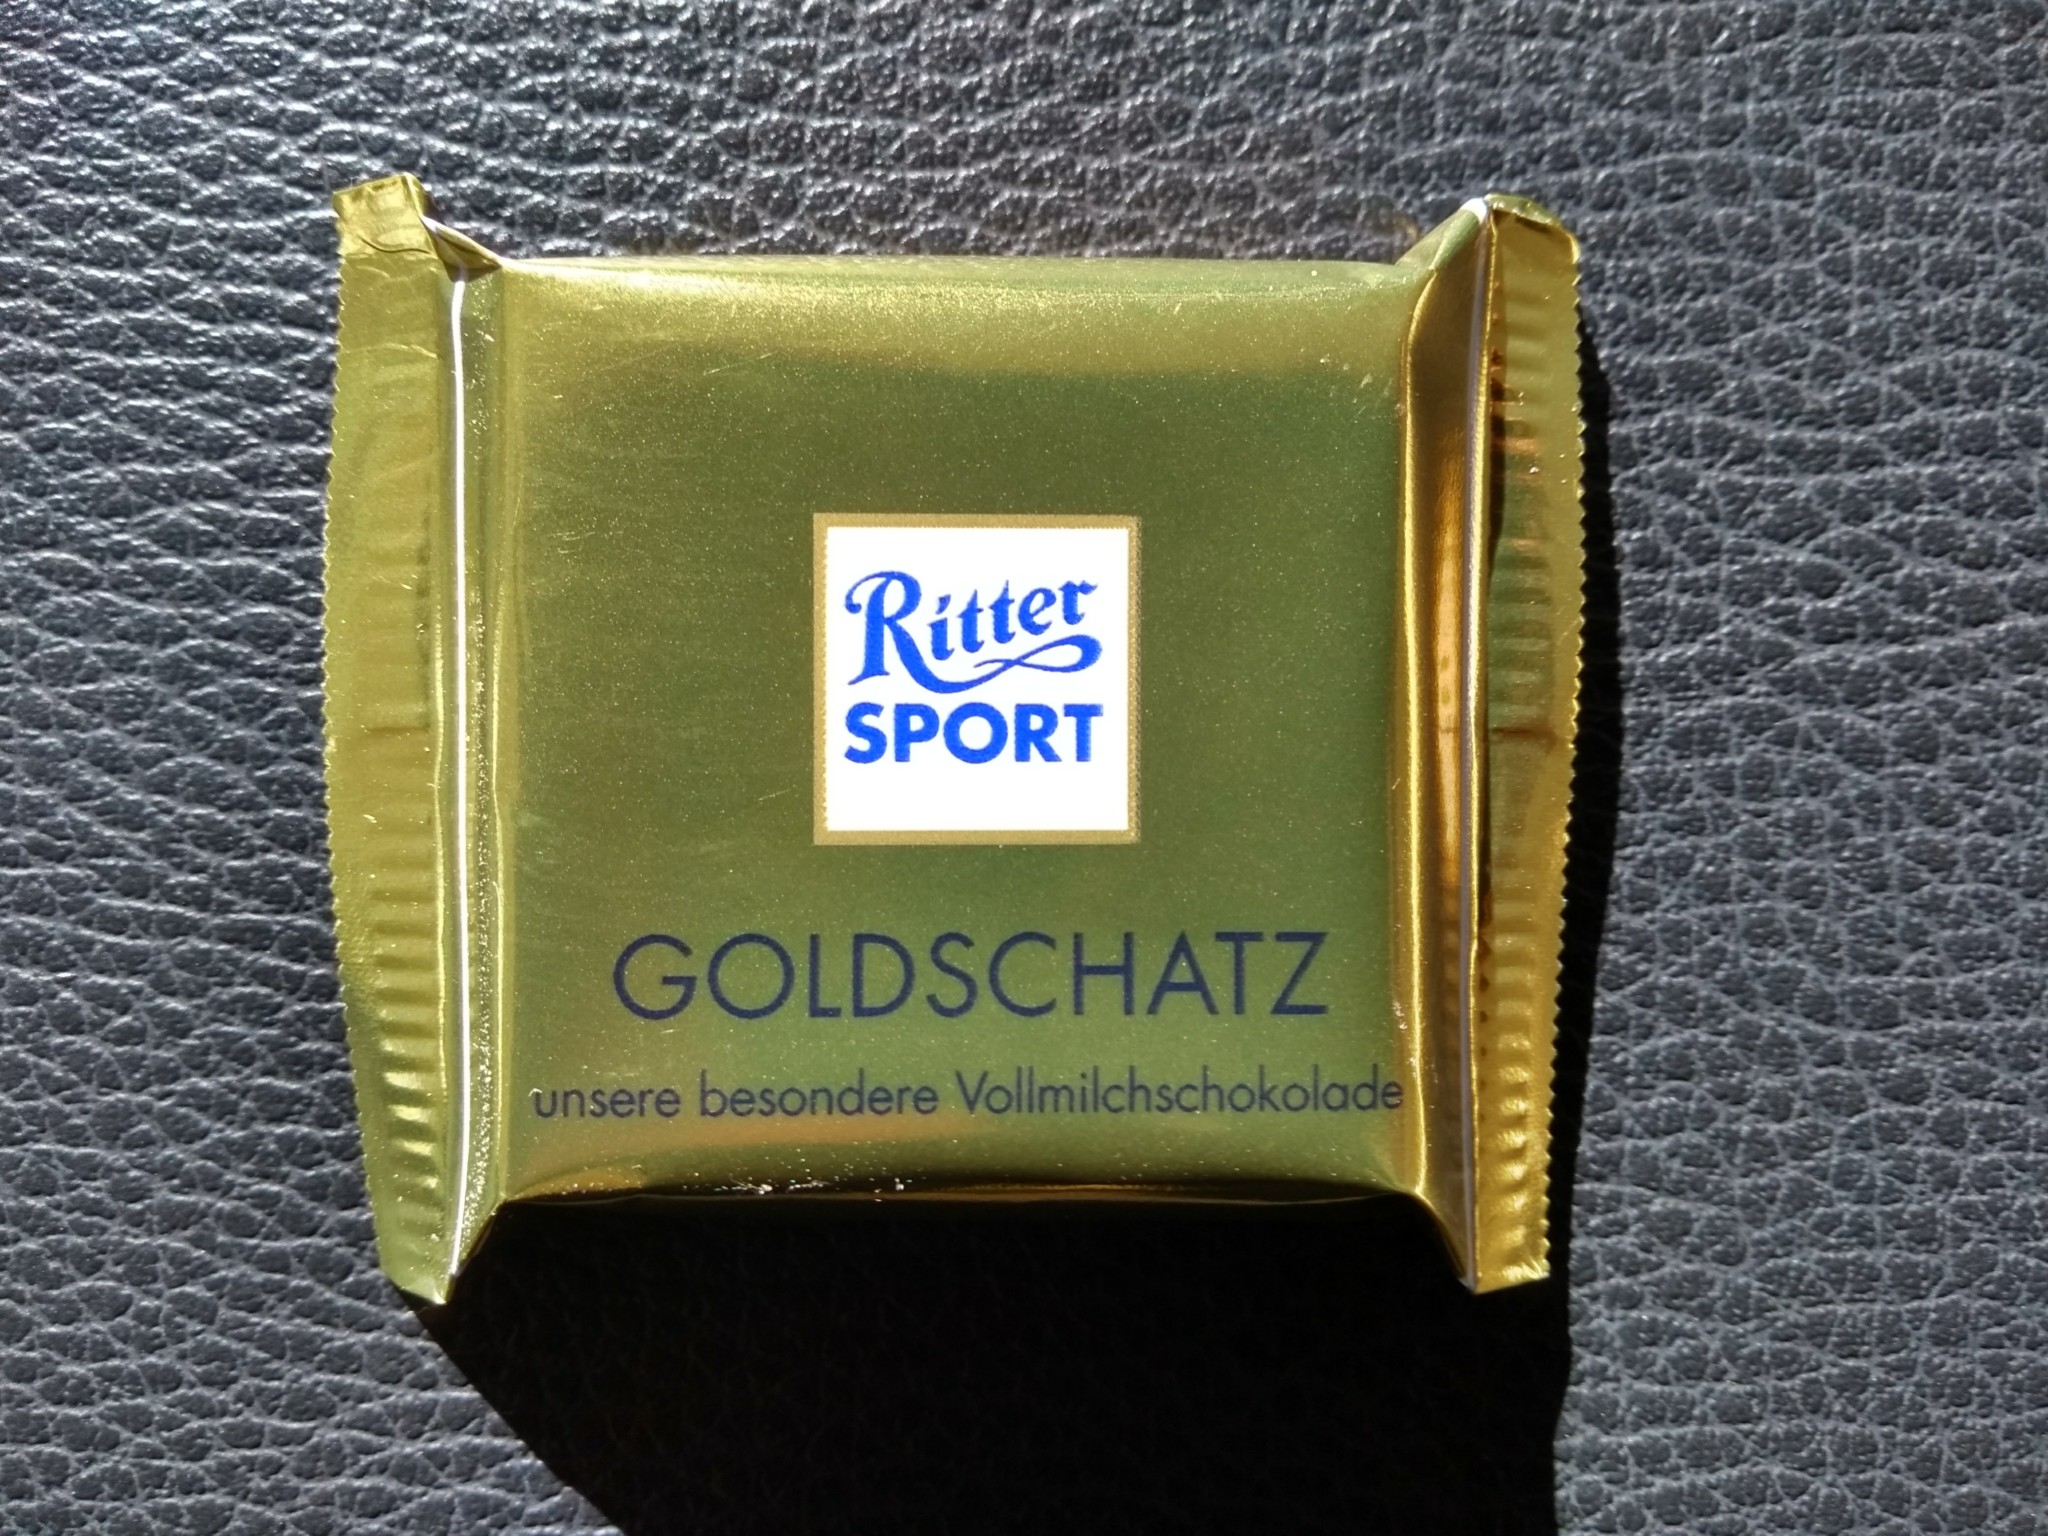 Ritter
SPORT
GOLDSCHATZ
unsere besondere Vollmilchschokolade